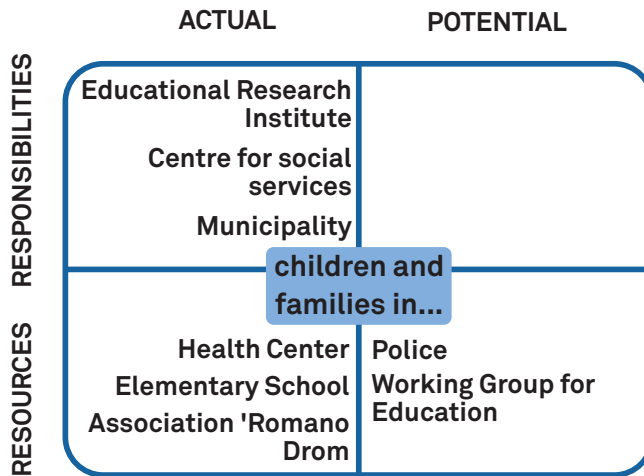 ACTUAL
POTENTIAL
RESPONSIBILITIES
Educational Research
Institute
Centre for social
services
Municipality
children and
families in...
RESOURCES
Health Center
Elementary School
Association 'Romano
Drom
Police
Working Group for
Education